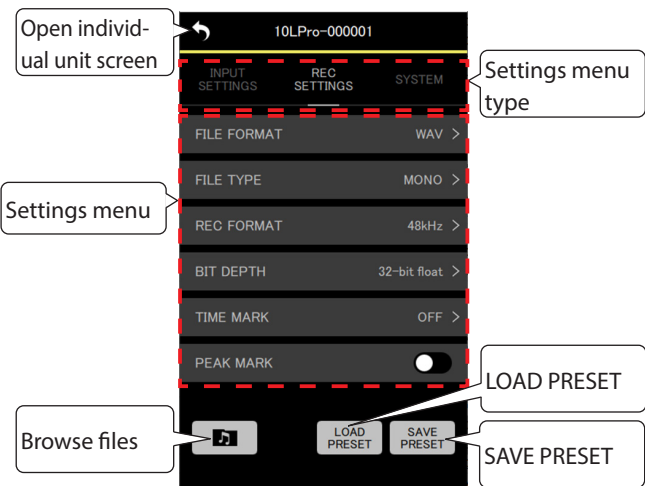 Open individ-
ual unit screen
10LPro-000001
INPUT
SETTINGS
REC
SETTINGS
SYSTEM
Settings menu
type
FILE FORMAT WAV >
FILE TYPE MONO >
Settings menu
REC FORMAT 48kHz >
BIT DEPTH 32-bit float >
TIME MARK OFF >
PEAK MARK
LOAD PRESET
Browse files
LOAD
PRESET
SAVE
PRESET
SAVE PRESET